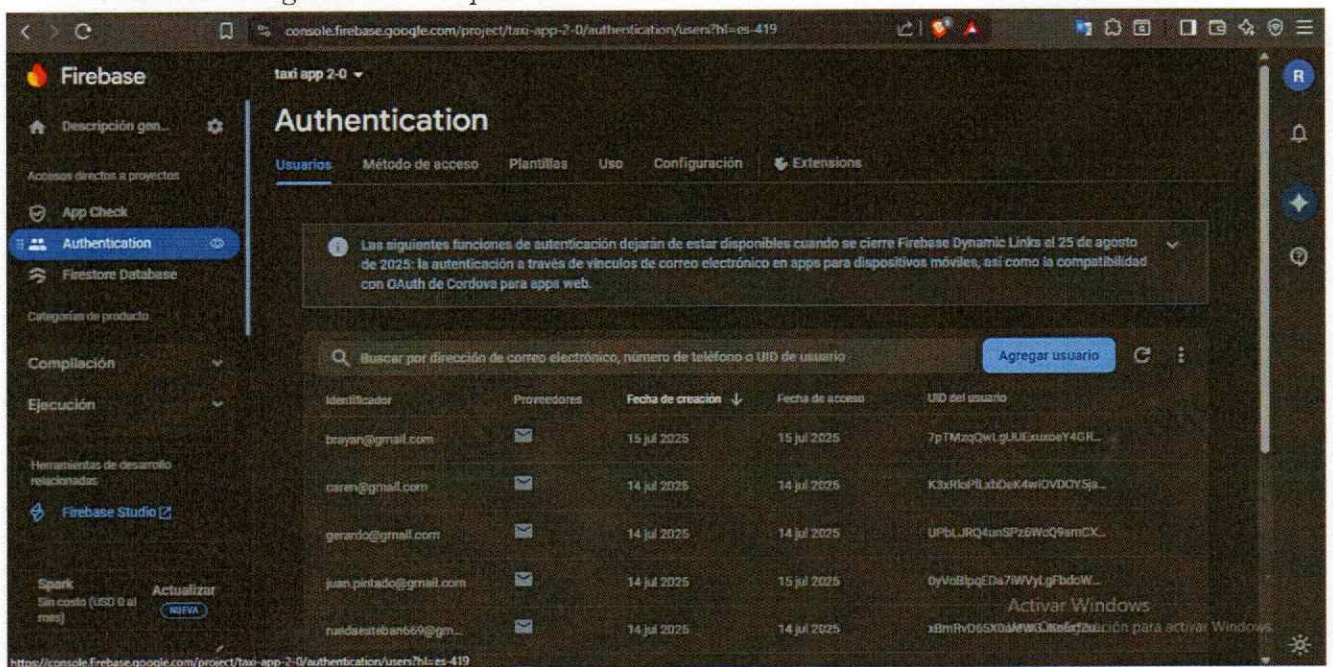 console.firebase.google.com/project/taxi-app-2-0/authentication/users?hl=es-419
Firebase
taxi app 2-0
R
Descripción gen...
Authentication
Usuarios Método de acceso Plantillas Uso Configuración Extensions
Accesos directos a proyectos
App Check
Authentication
Firestore Database
Las siguientes funciones de autenticación dejarán de estar disponibles cuando se cierre Firebase Dynamic Links el 25 de agosto
de 2025: la autenticación a través de vínculos de correo electrónico en apps para dispositivos móviles, así como la compatibilidad
con OAuth de Cordova para apps web.
Categorías de producto
Compilación
Ejecución
Buscar por dirección de correo electrónico, número de teléfono o UID de usuario Agregar usuario
Identificador Proveedores Fecha de creación Fecha de acceso UID del usuario
brayan@gmail.com 15 jul 2025 15 jul 2025
caren@gmail.com 14 jul 2025 14 jul 2025
gerardo@gmail.com 14 jul 2025 14 jul 2025
juan.pintado@gmail.com 14 jul 2025 15 jul 2025
ruedaesteban669@gm... 14 jul 2025 14 jul 2025
Herramientas de desarrollo
relacionadas
Firebase Studio
Spark
Sin costo (USD 0 al
mes)
Actualizar
NUEVA
Activar Windows
para activar Windows.
https://console.firebase.google.com/project/taxi-app-2-0/authentication/users?hl=es-419